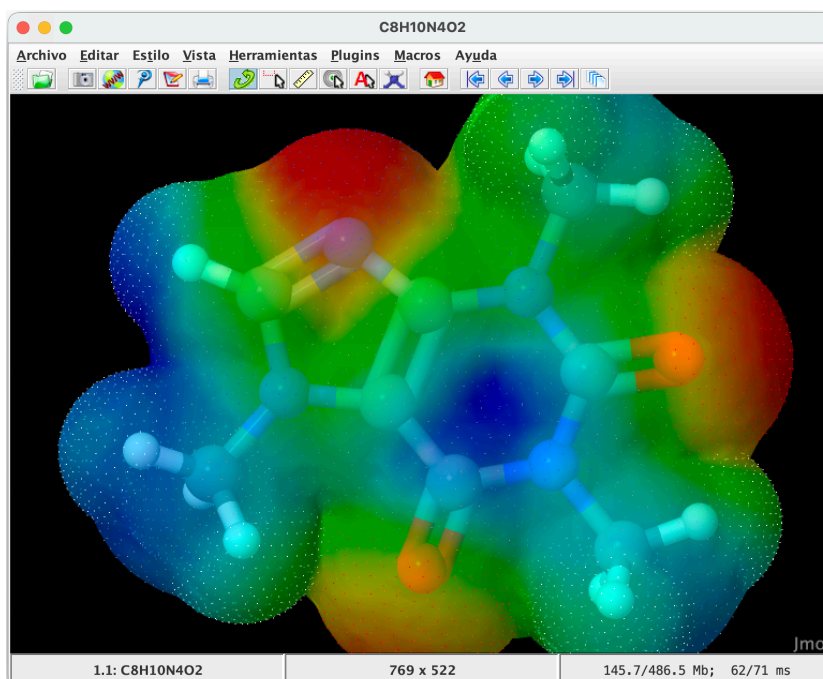 C8H10N4O2
Archivo Editar Estilo Vista Herramientas Plugins Macros Ayuda
Jmo
1.1: C8H10N4O2 769 x 522 145.7/486.5 Mb; 62/71 ms